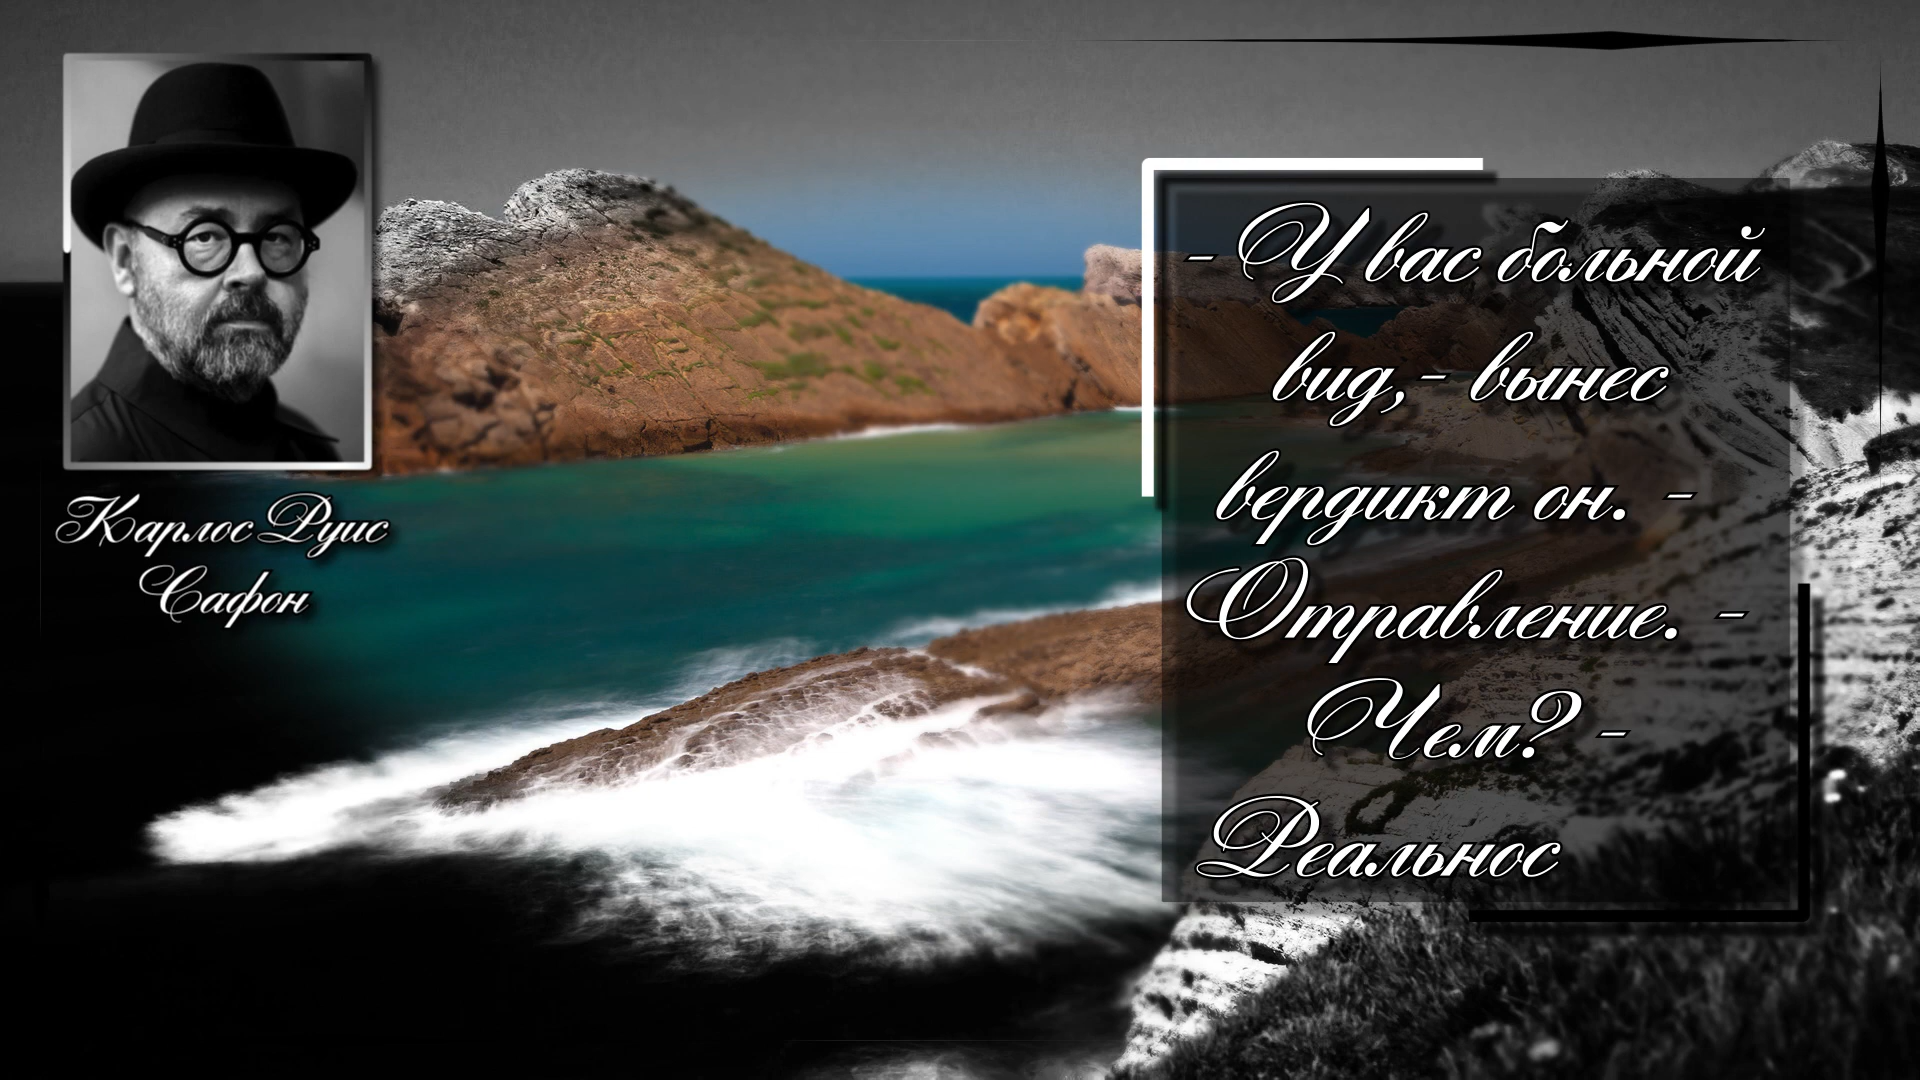 Карлос Руис
Сафон
- У вас больной
вид,- вынес
вердикт он. -
Отравление. -
Чем? -
Реальнос